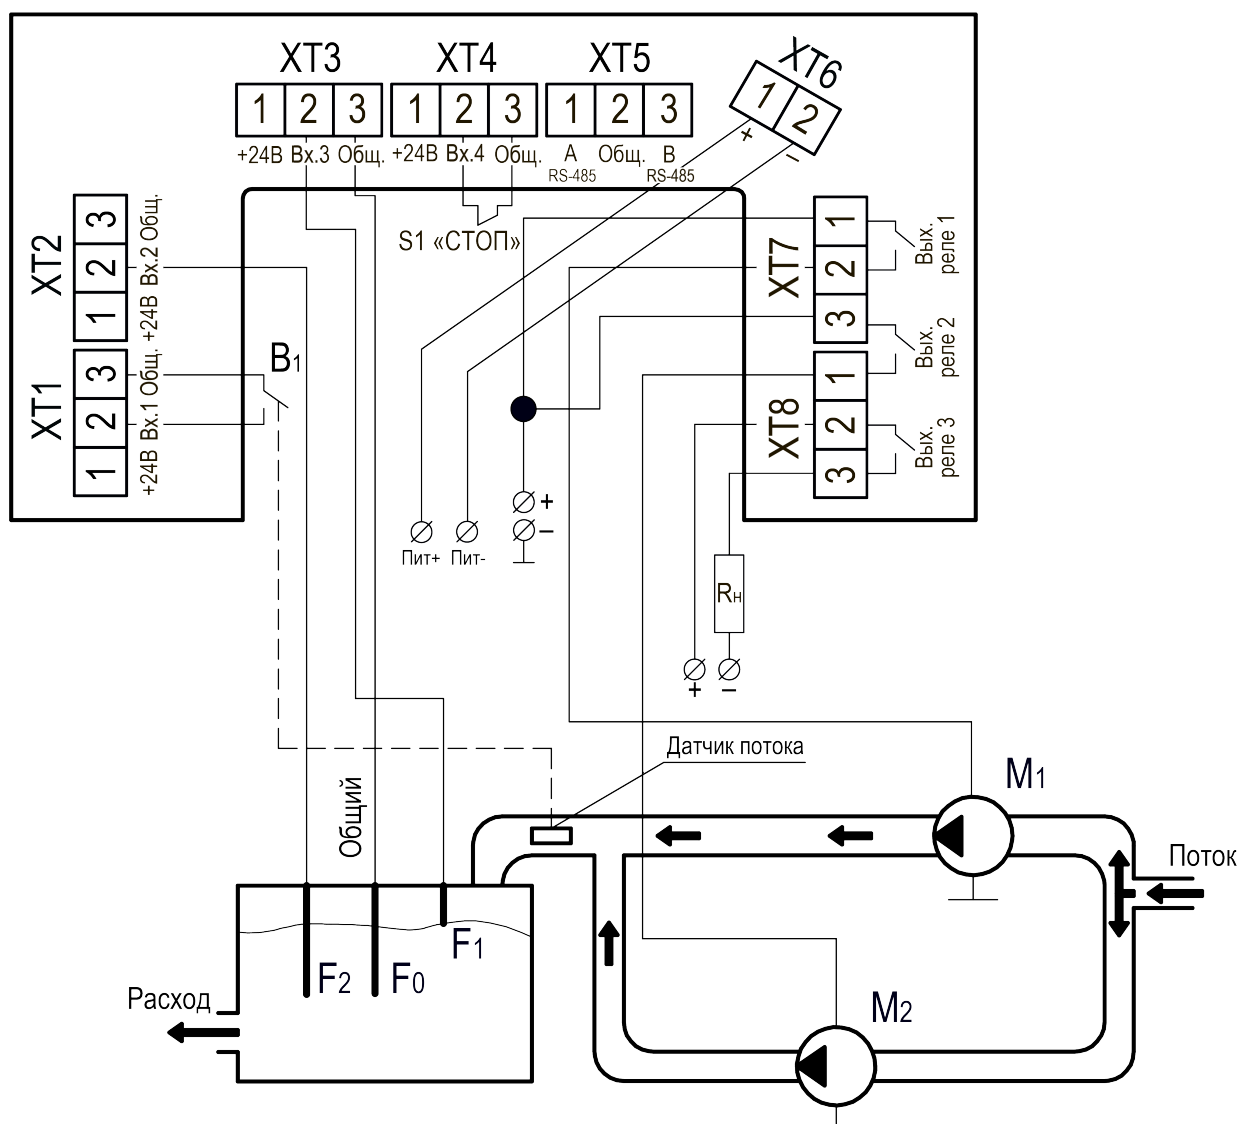 XT3 XT4 XT5 XT6
1 2 3 1 2 3 1 2 3 1 2
+24В Вх.3 Общ. +24В Вх.4 Общ. A Общ. B + –
RS-485 RS-485
S1 «СТОП»
XT2
3 2 1
+24В Вх.2 Общ.
XT1
3 2 1
+24В Вх.1 Общ.
B1
XT7
1 2 3
XT8
1 2 3
Вых.
реле 1
Вых.
реле 2
Вых.
реле 3
+
–
Пит+ Пит-
Rн
+ –
Датчик потока
Общий
M1
Поток
F1
F2 F0
Расход
M2